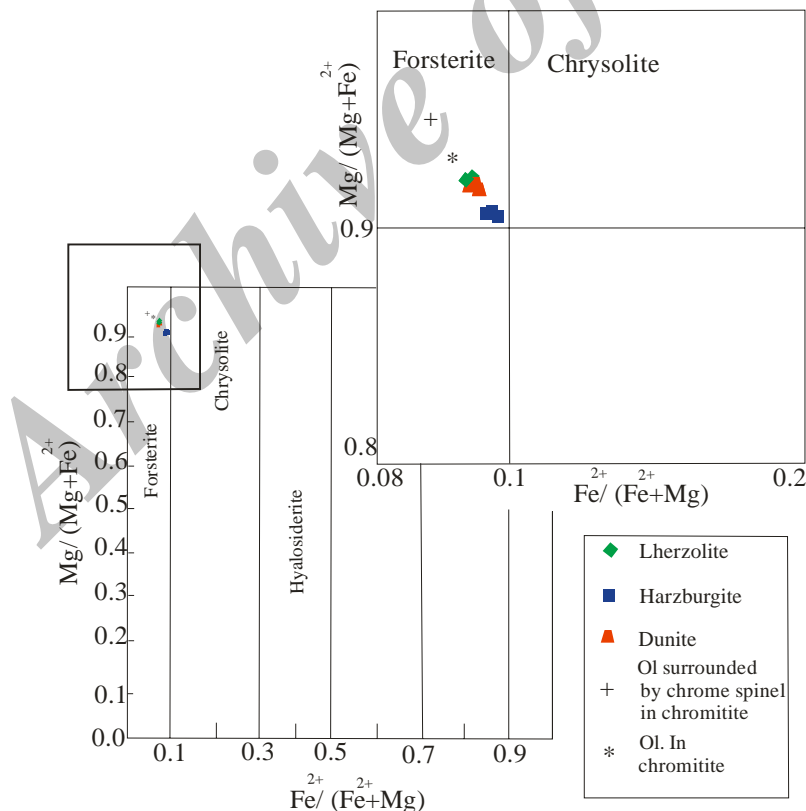 Archive of
Forsterite
Chrysolite
Mg/ (Mg+Fe)
2+
0.9
0.8
0.08
0.1
0.2
2+ 2+
Fe/ (Fe+Mg)
0.9
0.8
0.7
0.6
0.5
0.4
0.3
0.2
0.1
0.0
Mg/ (Mg+Fe)
2+
Forsterite
Chrysolite
Hyalosiderite
0.1
0.3
0.5
0.7
0.9
2+ 2+
Fe/ (Fe+Mg)
Lherzolite
Harzburgite
Dunite
Ol surrounded
+ by chrome spinel
in chromitite
* Ol. In
chromitite